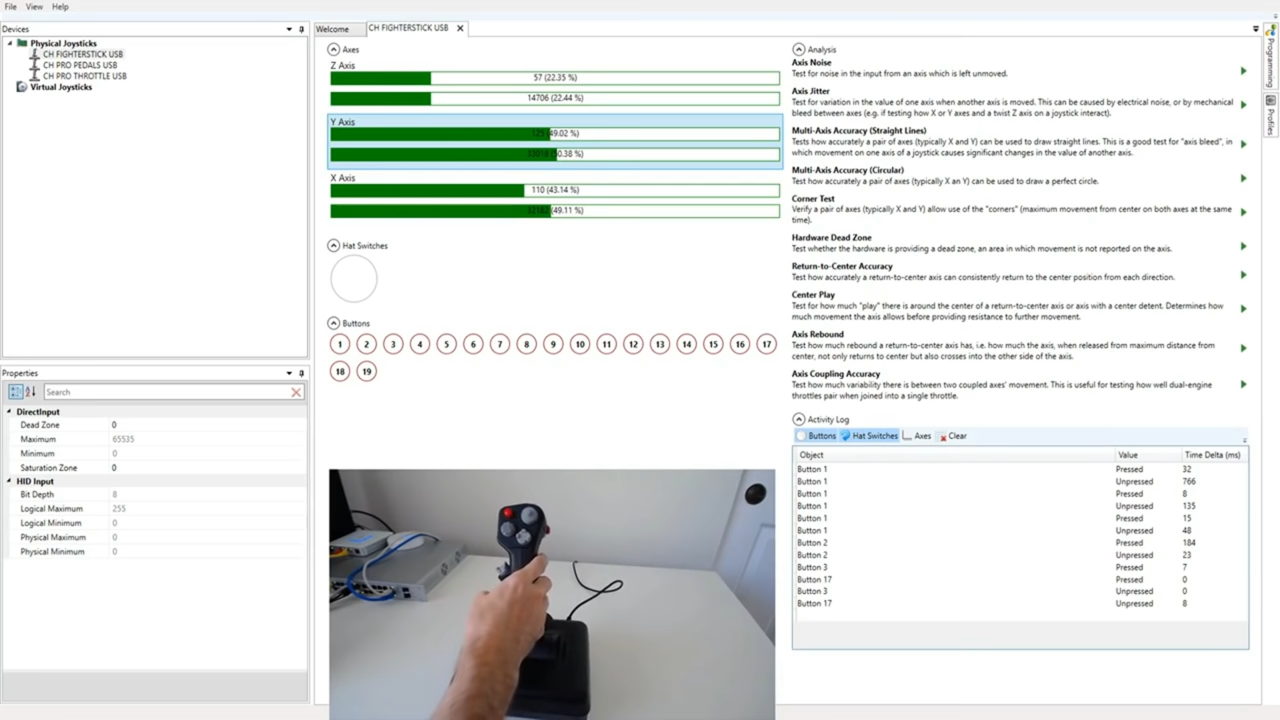 File View Help
Devices
Physical Joysticks
CH FIGHTERSTICK USB
CH PRO PEDALS USB
CH PRO THROTTLE USB
Virtual Joysticks
Properties
Search
DirectInput
Dead Zone 0
Maximum 65535
Minimum 0
Saturation Zone 0
HID Input
Bit Depth 8
Logical Maximum 255
Logical Minimum 0
Physical Maximum 0
Physical Minimum 0
Welcome CH FIGHTERSTICK USB
Axes
Z Axis
57 (22.35 %)
14706 (22.44 %)
Y Axis
125 (49.02 %)
33018 (50.38 %)
X Axis
110 (43.14 %)
(49.11 %)
Hat Switches
Buttons
1 2 3 4 5 6 7 8 9 10 11 12 13 14 15 16 17
18 19
Analysis
Axis Noise
Test for noise in the input from an axis which is left unmoved.
Axis Jitter
Test for variation in the value of one axis when another axis is moved. This can be caused by electrical noise, or by mechanical
bleed between axes (e.g. if testing how X or Y axes and a twist Z axis on a joystick interact).
Multi-Axis Accuracy (Straight Lines)
Tests how accurately a pair of axes (typically X and Y) can be used to draw straight lines. This is a good test for "axis bleed", in
which movement on one axis of a joystick causes significant changes in the value of another axis.
Multi-Axis Accuracy (Circular)
Test how accurately a pair of axes (typically X an Y) can be used to draw a perfect circle.
Corner Test
Verify a pair of axes (typically X and Y) allow use of the "corners" (maximum movement from center on both axes at the same
time).
Hardware Dead Zone
Test whether the hardware is providing a dead zone, an area in which movement is not reported on the axis.
Return-to-Center Accuracy
Test how accurately a return-to-center axis can consistently return to the center position from each direction.
Center Play
Test for how much "play" there is around the center of a return-to-center axis or axis with a center detent. Determines how
much movement the axis allows before providing resistance to further movement.
Axis Rebound
Test how much rebound a return-to-center axis has, i.e. how much the axis, when released from maximum distance from
center, not only returns to center but also crosses into the other side of the axis.
Axis Coupling Accuracy
Test how much variability there is between two coupled axes' movement. This is useful for testing how well dual-engine
throttles pair when joined into a single throttle.
Activity Log
Buttons Hat Switches Axes Clear
Object Value Time Delta (ms)
Button 1 Pressed 32
Button 1 Unpressed 766
Button 1 Pressed 8
Button 1 Unpressed 135
Button 1 Pressed 15
Button 1 Unpressed 48
Button 2 Pressed 184
Button 2 Unpressed 23
Button 3 Pressed 7
Button 17 Pressed 0
Button 3 Unpressed 0
Button 17 Unpressed 8
Programming
Profiles